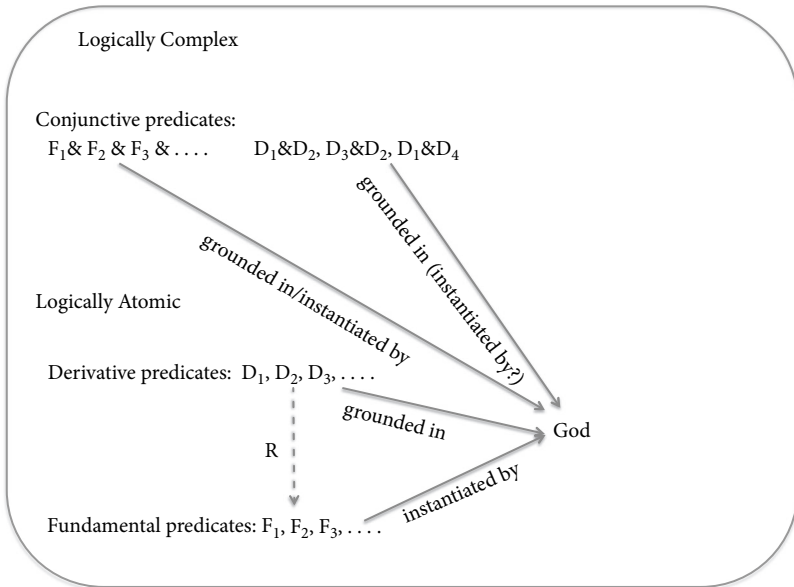 Logically Complex
Conjunctive predicates:
F₁& F₂ & F₃ & . . . . D₁&D₂, D₃&D₂, D₁&D₄
grounded in/instantiated by
grounded in (instantiated by?)
Logically Atomic
Derivative predicates: D₁, D₂, D₃, . . . .
grounded in
God
R
instantiated by
Fundamental predicates: F₁, F₂, F₃, . . . .